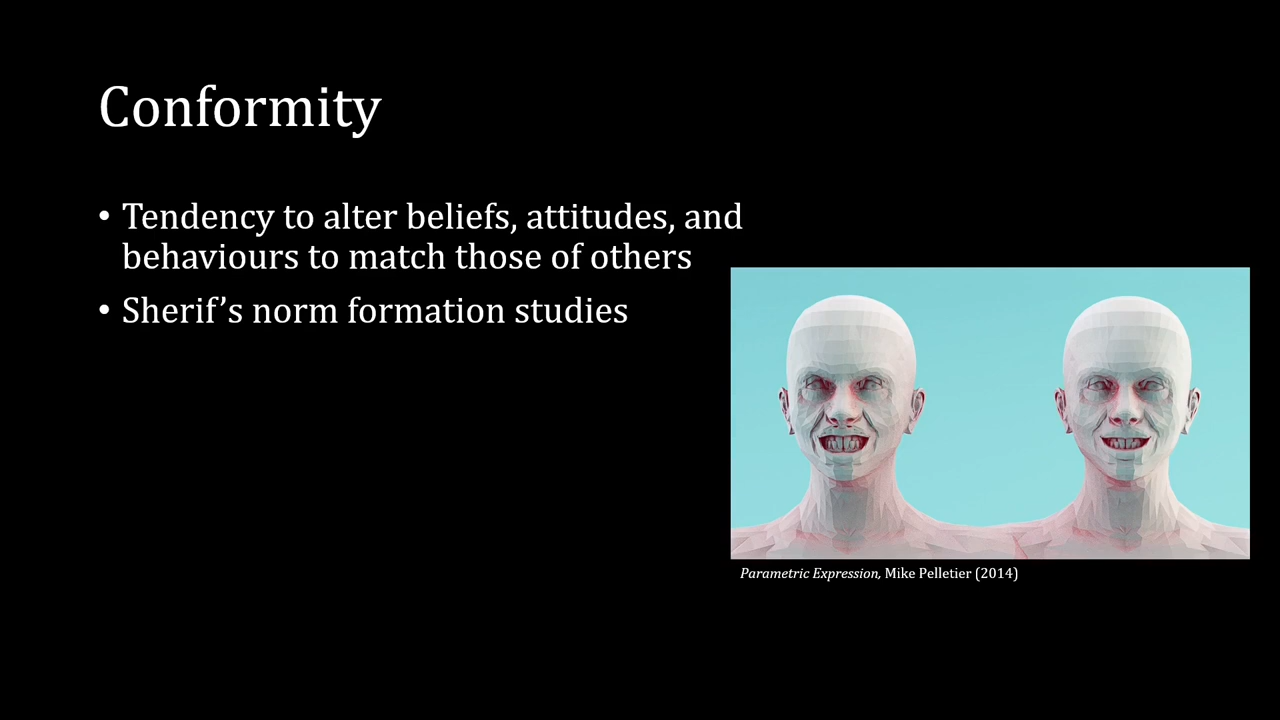 Conformity
• Tendency to alter beliefs, attitudes, and
behaviours to match those of others
• Sherif’s norm formation studies
Parametric Expression, Mike Pelletier (2014)